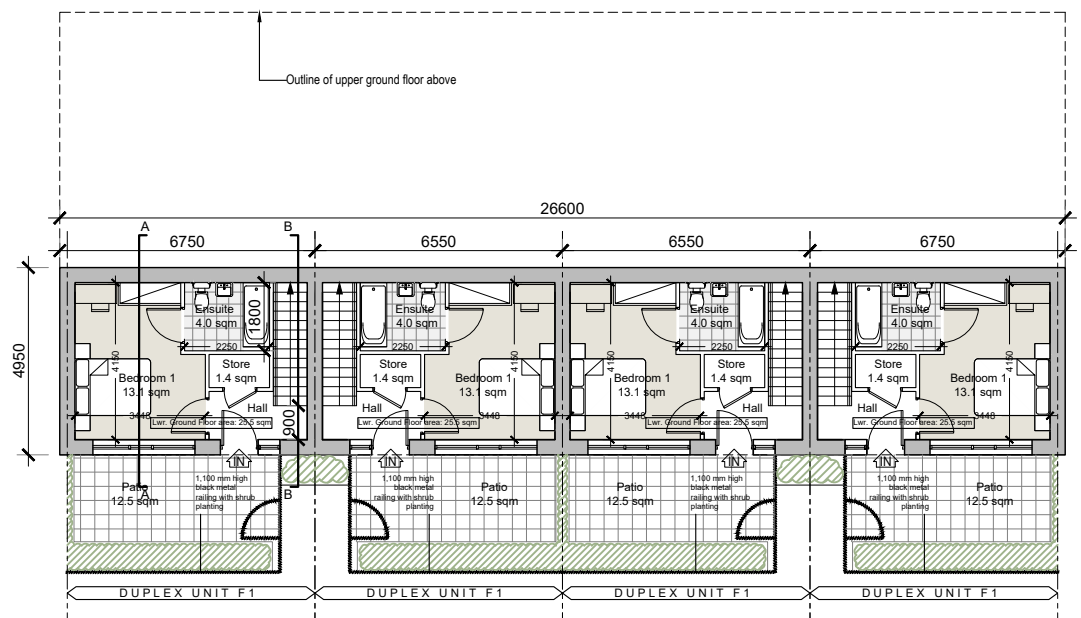 Outline of upper ground floor above
26600
A
B
6750
6550
6550
6750
4950
Ensuite
4.0 sqm
1800
2250
4150
Store
1.4 sqm
Bedroom 1
13.1 sqm
3448
Hall
Lwr. Ground Floor area: 25.5 sqm
900
Ensuite
4.0 sqm
2250
4150
Store
1.4 sqm
Bedroom 1
13.1 sqm
3448
Hall
Lwr. Ground Floor area: 25.5 sqm
Ensuite
4.0 sqm
2250
4150
Store
1.4 sqm
Bedroom 1
13.1 sqm
3448
Hall
Lwr. Ground Floor area: 25.5 sqm
Ensuite
4.0 sqm
2250
4150
Store
1.4 sqm
Bedroom 1
13.1 sqm
3448
Hall
Lwr. Ground Floor area: 25.5 sqm
IN
IN
IN
IN
Patio
12.5 sqm
A
B
1,100 mm high
black metal
railing with shrub
planting
1,100 mm high
black metal
railing with shrub
planting
Patio
12.5 sqm
Patio
12.5 sqm
1,100 mm high
black metal
railing with shrub
planting
1,100 mm high
black metal
railing with shrub
planting
Patio
12.5 sqm
DUPLEX UNIT F1
DUPLEX UNIT F1
DUPLEX UNIT F1
DUPLEX UNIT F1